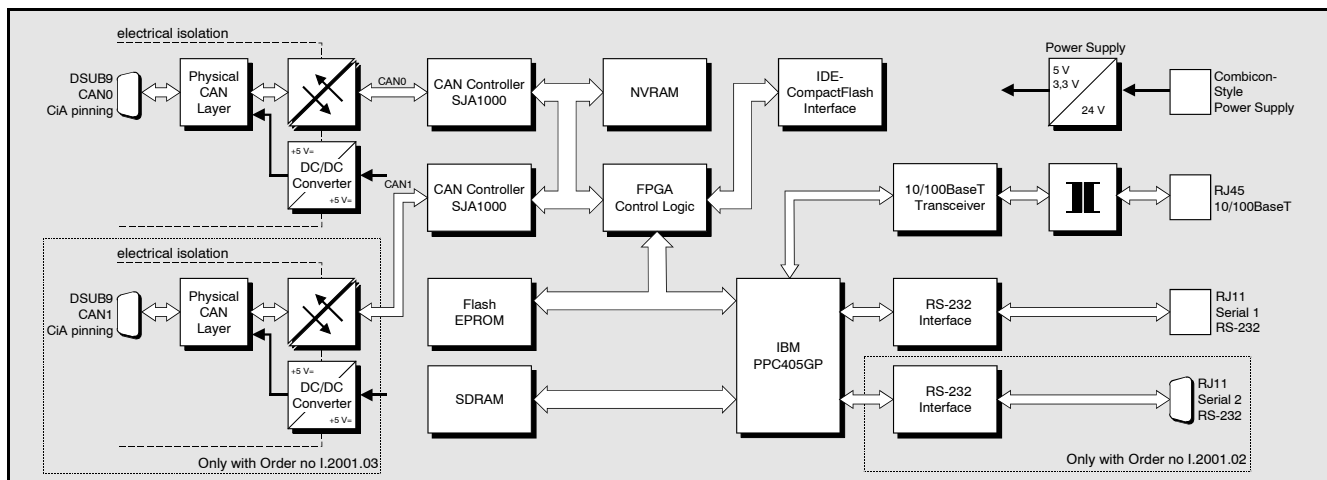 electrical isolation
DSUB9
CAN0
CiA pinning
Physical
CAN
Layer
+5 V=
DC/DC
Converter
+5 V=
CAN0
CAN Controller
SJA1000
NVRAM
IDE-
CompactFlash
Interface
Power Supply
5 V
3,3 V
24 V
Combicon-
Style
Power Supply
CAN1
CAN Controller
SJA1000
FPGA
Control Logic
10/100BaseT
Transceiver
RJ45
10/100BaseT
electrical isolation
DSUB9
CAN1
CiA pinning
Physical
CAN
Layer
+5 V=
DC/DC
Converter
+5 V=
Only with Order no I.2001.03
Flash
EPROM
SDRAM
IBM
PPC405GP
RS-232
Interface
RJ11
Serial 1
RS-232
RS-232
Interface
RJ11
Serial 2
RS-232
Only with Order no I.2001.02